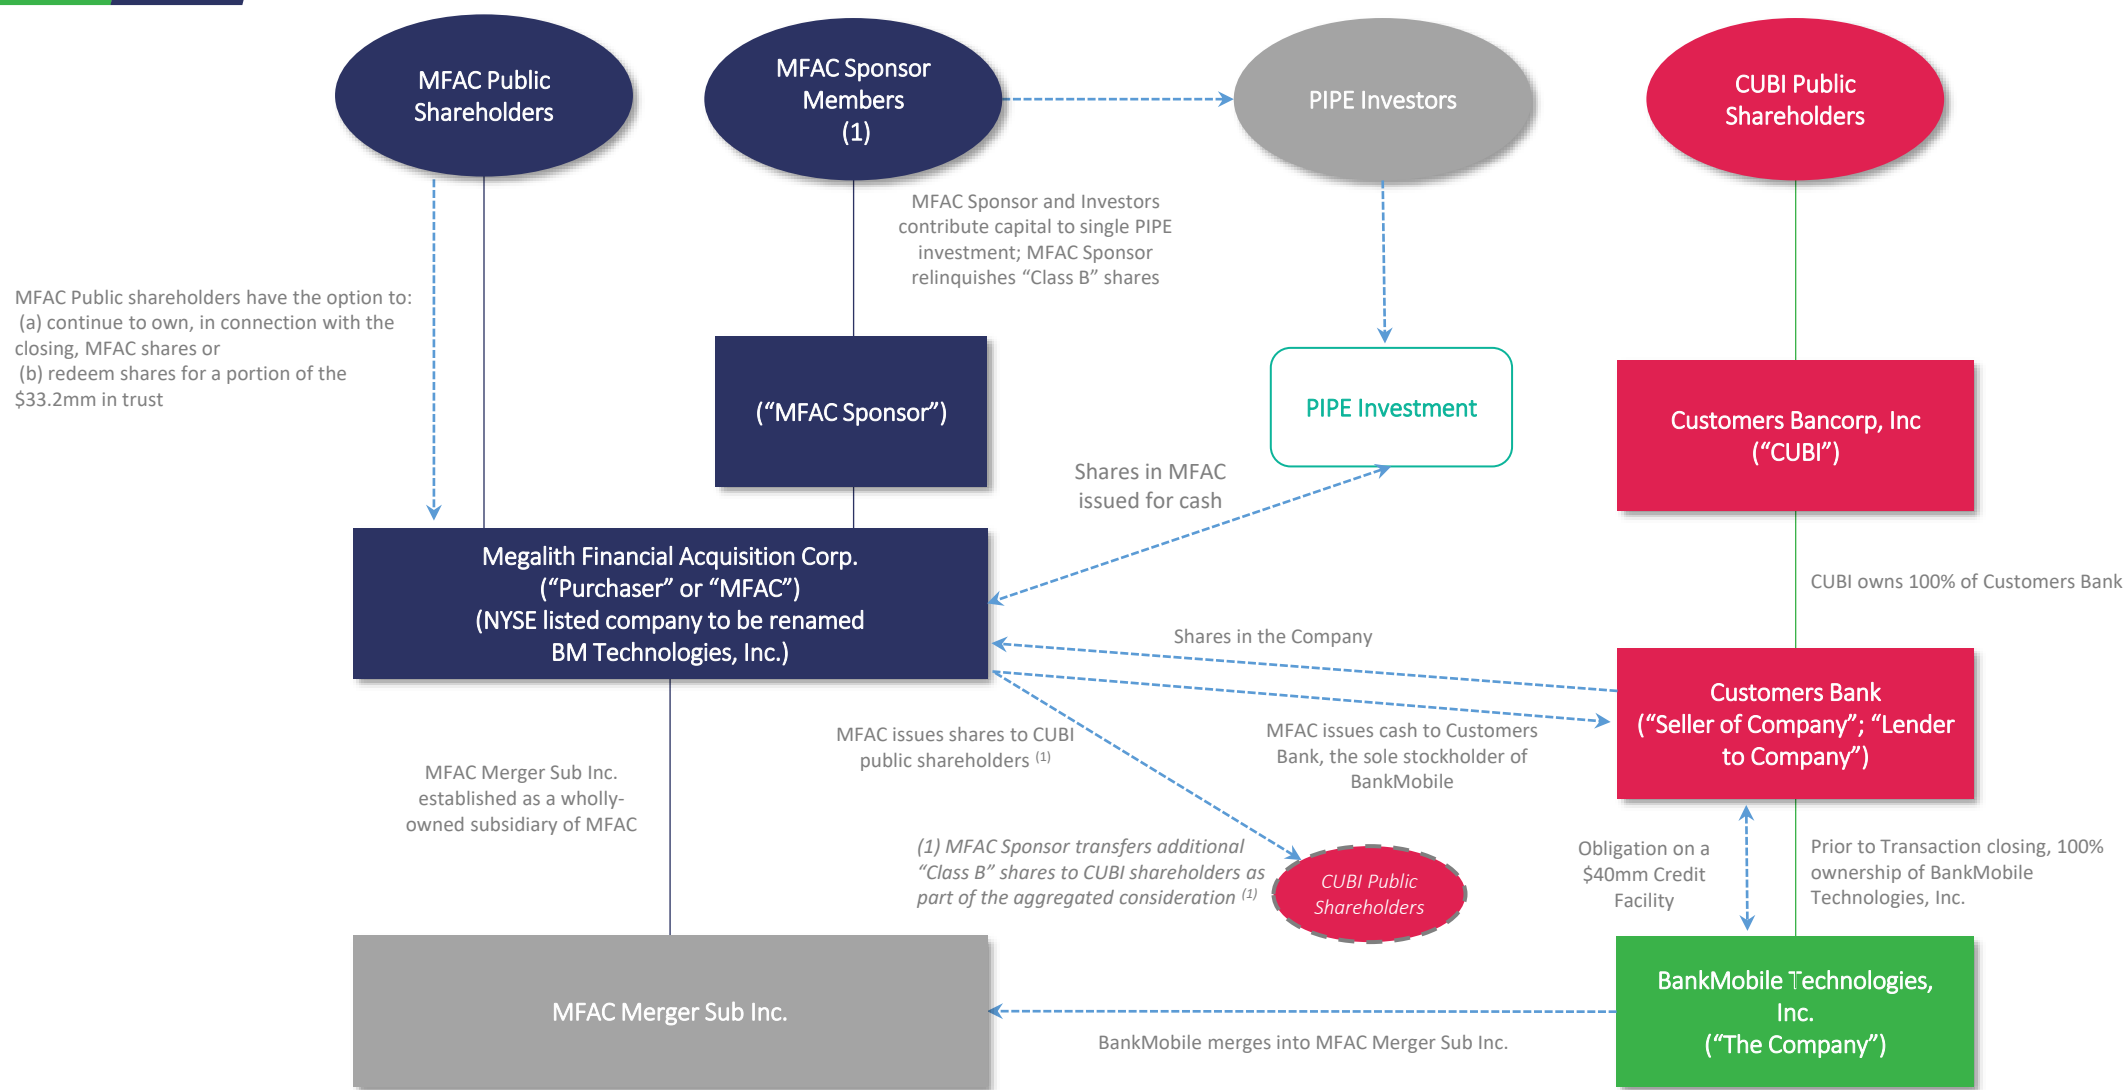 MFAC Public
Shareholders
MFAC Sponsor
Members
(1)
PIPE Investors
CUBI Public
Shareholders
MFAC Sponsor and Investors
contribute capital to single PIPE
investment; MFAC Sponsor
relinquishes “Class B” shares
MFAC Public shareholders have the option to:
(a) continue to own, in connection with the
closing, MFAC shares or
(b) redeem shares for a portion of the
$33.2mm in trust
(“MFAC Sponsor”)
PIPE Investment
Customers Bancorp, Inc
(“CUBI”)
Shares in MFAC
issued for cash
Megalith Financial Acquisition Corp.
(“Purchaser” or “MFAC”)
(NYSE listed company to be renamed
BM Technologies, Inc.)
CUBI owns 100% of Customers Bank
Shares in the Company
Customers Bank
(“Seller of Company”; “Lender
to Company”)
MFAC issues shares to CUBI
public shareholders (1)
MFAC issues cash to Customers
Bank, the sole stockholder of
BankMobile
MFAC Merger Sub Inc.
established as a wholly-
owned subsidiary of MFAC
(1) MFAC Sponsor transfers additional
“Class B” shares to CUBI shareholders as
part of the aggregated consideration (1)
CUBI Public
Shareholders
Obligation on a
$40mm Credit
Facility
Prior to Transaction closing, 100%
ownership of BankMobile
Technologies, Inc.
MFAC Merger Sub Inc.
BankMobile Technologies,
Inc.
(“The Company”)
BankMobile merges into MFAC Merger Sub Inc.